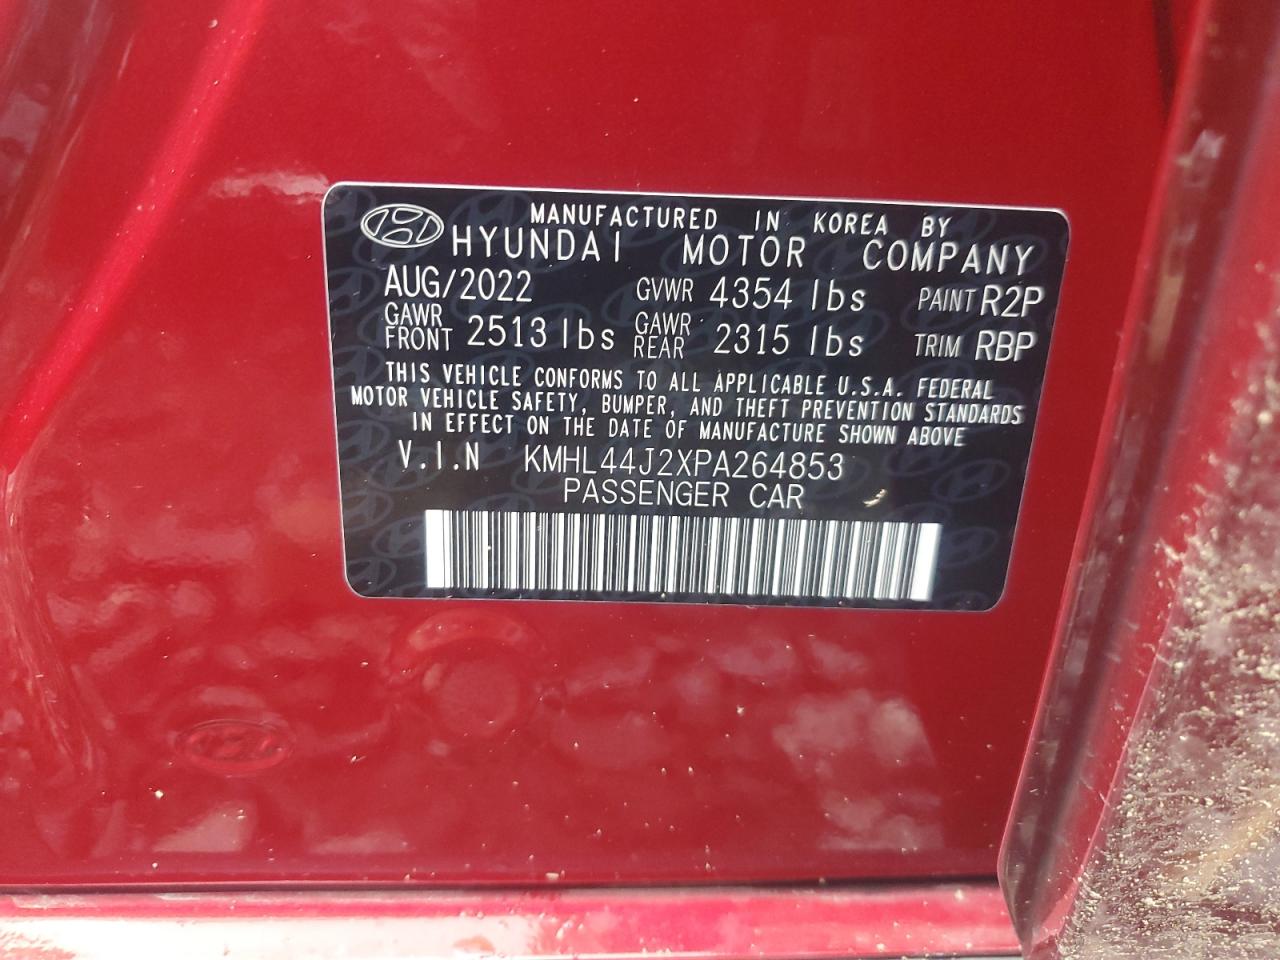 MANUFACTURED IN KOREA BY
HYUNDAI MOTOR COMPANY
AUG/2022 GVWR 4354 lbs PAINT R2P
GAWR FRONT 2513 lbs GAWR REAR 2315 lbs TRIM RBP
THIS VEHICLE CONFORMS TO ALL APPLICABLE U.S.A. FEDERAL
MOTOR VEHICLE SAFETY, BUMPER, AND THEFT PREVENTION STANDARDS
IN EFFECT ON THE DATE OF MANUFACTURE SHOWN ABOVE
V.I.N KMHL44J2XPA264853
PASSENGER CAR